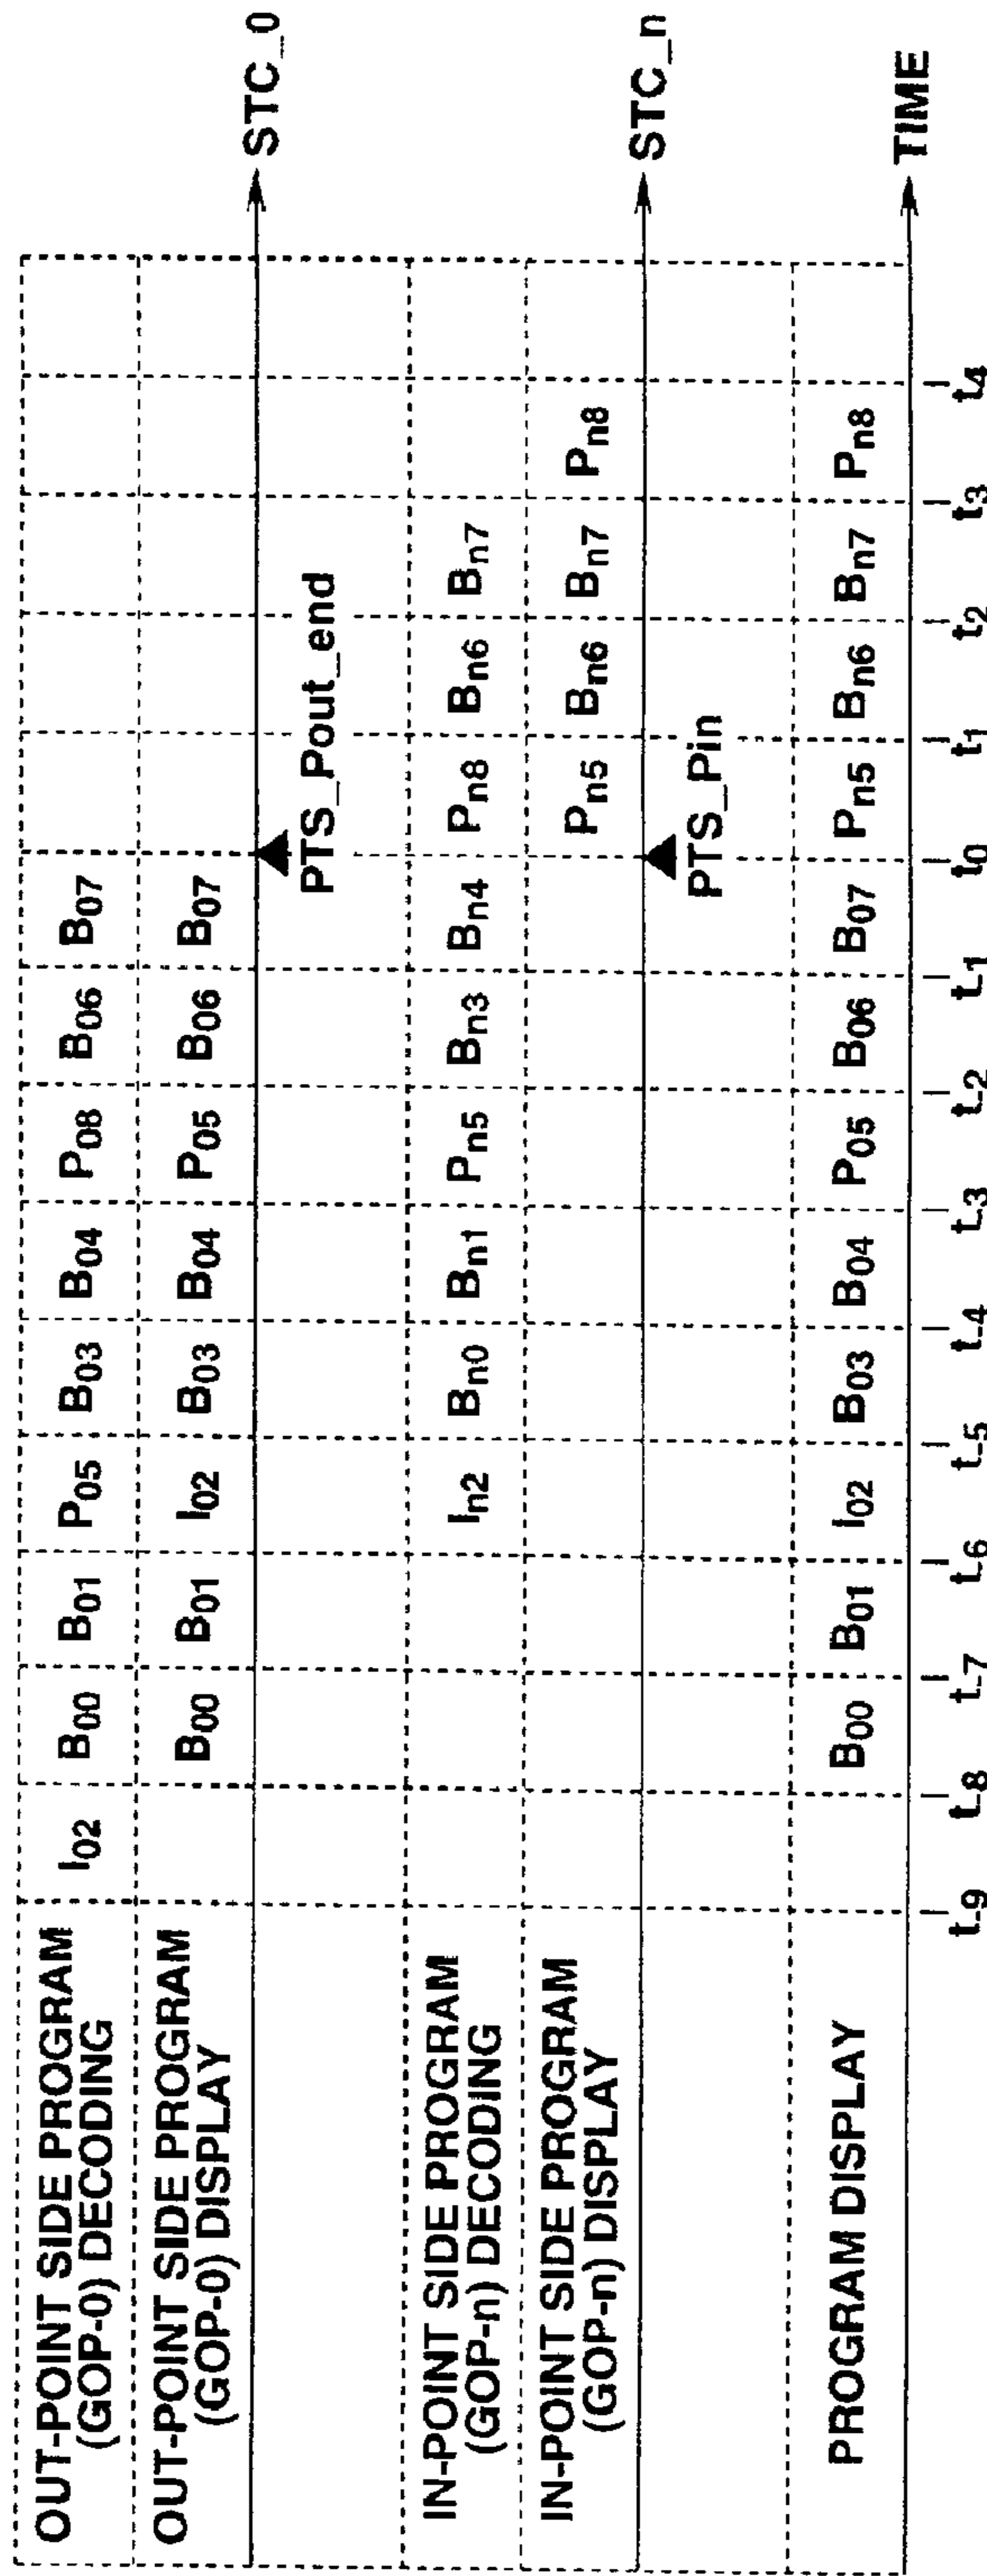 OUT-POINT SIDE PROGRAM
(GOP-0) DECODING
I02 B00 B01 P05 B03 B04 P08 B06 B07
OUT-POINT SIDE PROGRAM
(GOP-0) DISPLAY
B00 B01 I02 B03 B04 P05 B06 B07
STC_0
PTS_Pout_end
IN-POINT SIDE PROGRAM
(GOP-n) DECODING
In2 Bn0 Bn1 Pn5 Bn3 Bn4 Pn8 Bn6 Bn7
IN-POINT SIDE PROGRAM
(GOP-n) DISPLAY
Pn5 Bn6 Bn7 Pn8
STC_n
PTS_Pin
PROGRAM DISPLAY
B00 B01 I02 B03 B04 P05 B06 B07 Pn5 Bn6 Bn7 Pn8
TIME
t-9 t-8 t-7 t-6 t-5 t-4 t-3 t-2 t-1 t0 t1 t2 t3 t4